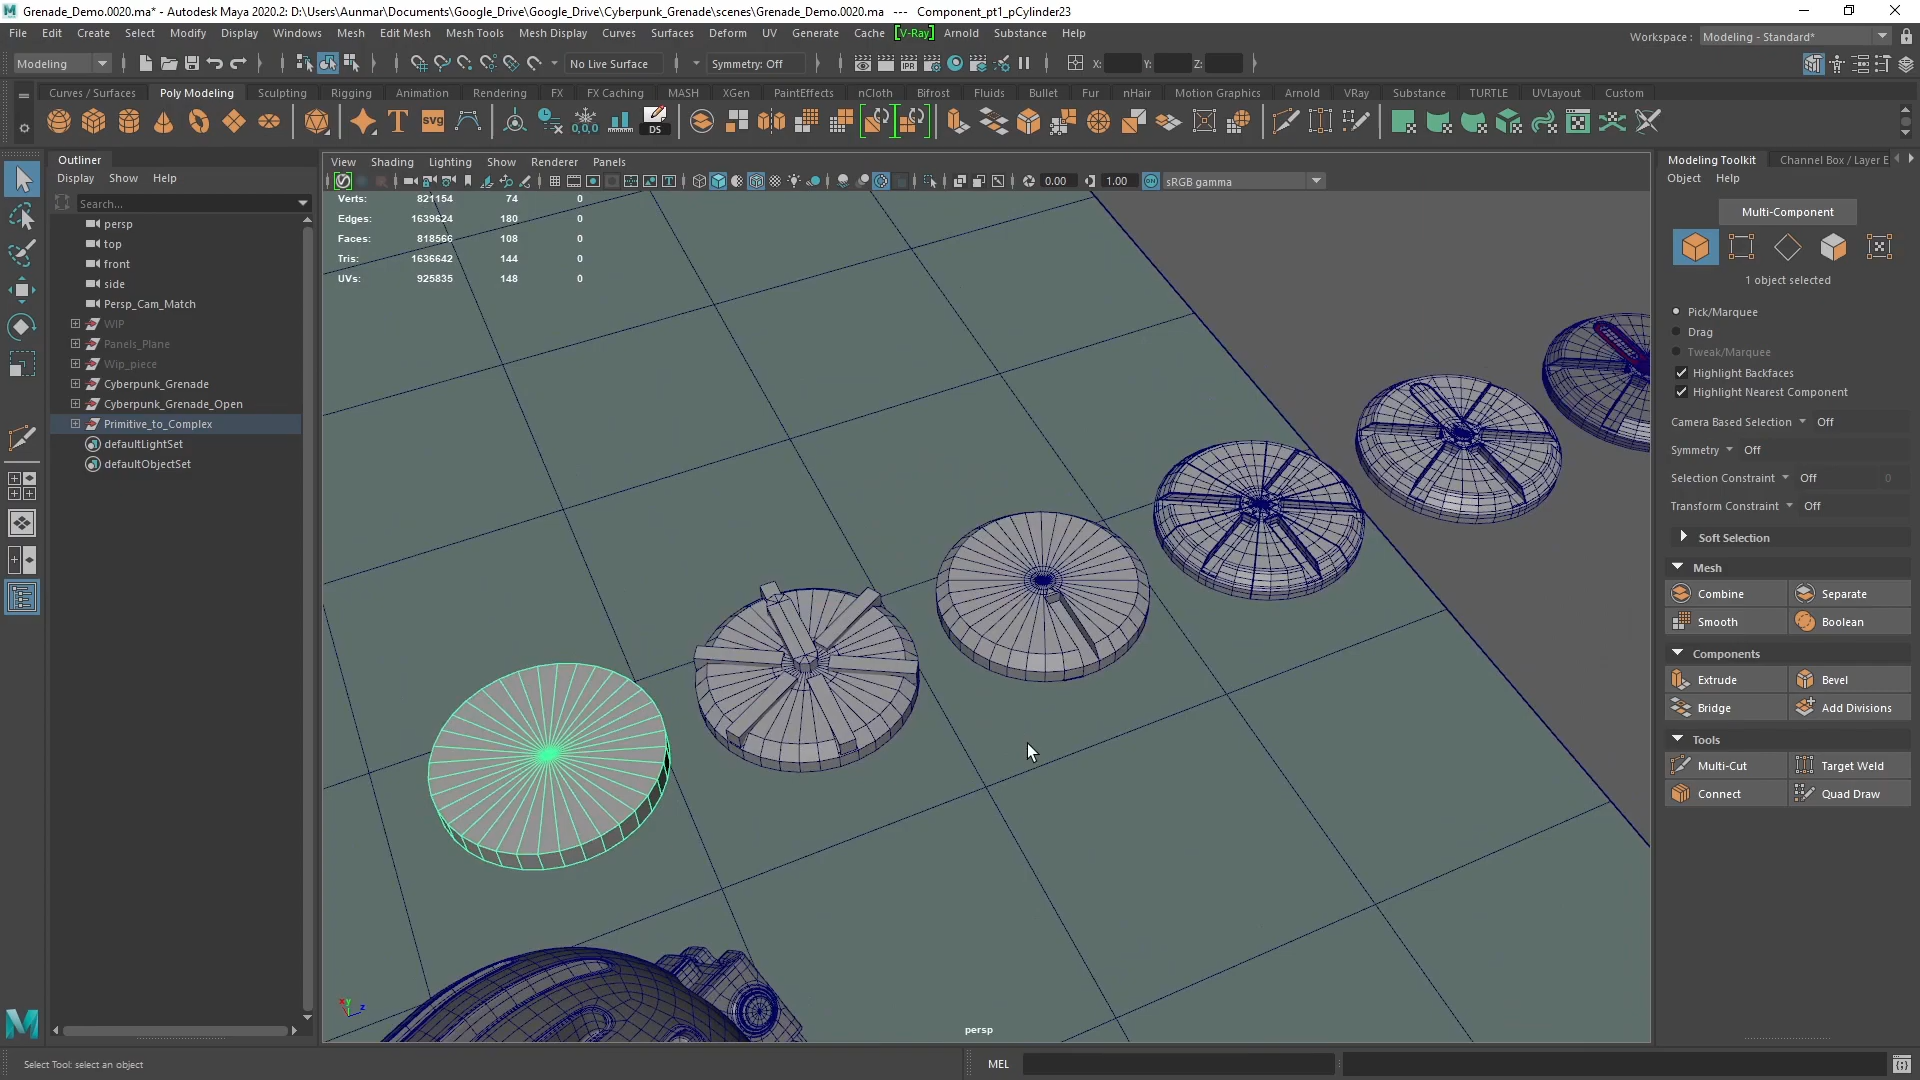 Grenade_Demo.0020.ma* - Autodesk Maya 2020.2: D:\Users\Aunmar\Documents\Google_Drive\Google_Drive\Cyberpunk_Grenade\scenes\Grenade_Demo.0020.ma --- Component_pt1_pCylinder23
File Edit Create Select Modify Display Windows Mesh Edit Mesh Mesh Tools Mesh Display Curves Surfaces Deform UV Generate Cache [V-Ray] Arnold Substance Help
Workspace : Modeling - Standard*
Modeling No Live Surface Symmetry: Off X: Y: Z:
Curves / Surfaces Poly Modeling Sculpting Rigging Animation Rendering FX FX Caching MASH XGen PaintEffects nCloth Bifrost Fluids Bullet Fur nHair Motion Graphics Arnold VRay Substance TURTLE UVLayout Custom
Outliner
Display Show Help
Search...
persp
top
front
side
Persp_Cam_Match
WIP
Panels_Plane
Wip_piece
Cyberpunk_Grenade
Cyberpunk_Grenade_Open
Primitive_to_Complex
defaultLightSet
defaultObjectSet
View Shading Lighting Show Renderer Panels
0.00 1.00 ON sRGB gamma
Verts: 821154 74 0
Edges: 1639624 180 0
Faces: 818566 108 0
Tris: 1636642 144 0
UVs: 925835 148 0
persp
Modeling Toolkit Channel Box / Layer E
Object Help
Multi-Component
1 object selected
Pick/Marquee
Drag
Tweak/Marquee
Highlight Backfaces
Highlight Nearest Component
Camera Based Selection Off
Symmetry Off
Selection Constraint Off 0
Transform Constraint Off
Soft Selection
Mesh
Combine Separate
Smooth Boolean
Components
Extrude Bevel
Bridge Add Divisions
Tools
Multi-Cut Target Weld
Connect Quad Draw
Select Tool: select an object
MEL